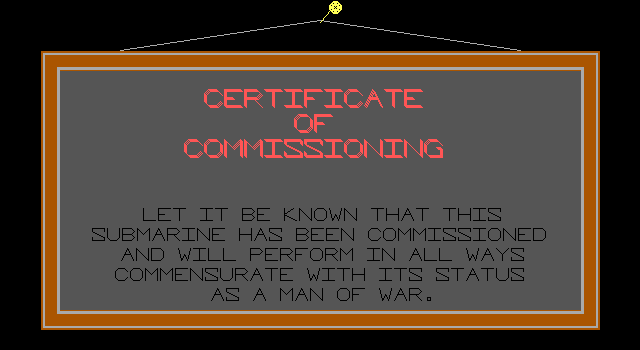 CERTIFICATE
OF
COMMISSIONING
LET IT BE KNOWN THAT THIS
SUBMARINE HAS BEEN COMMISSIONED
AND WILL PERFORM IN ALL WAYS
COMMENSURATE WITH ITS STATUS
AS A MAN OF WAR.